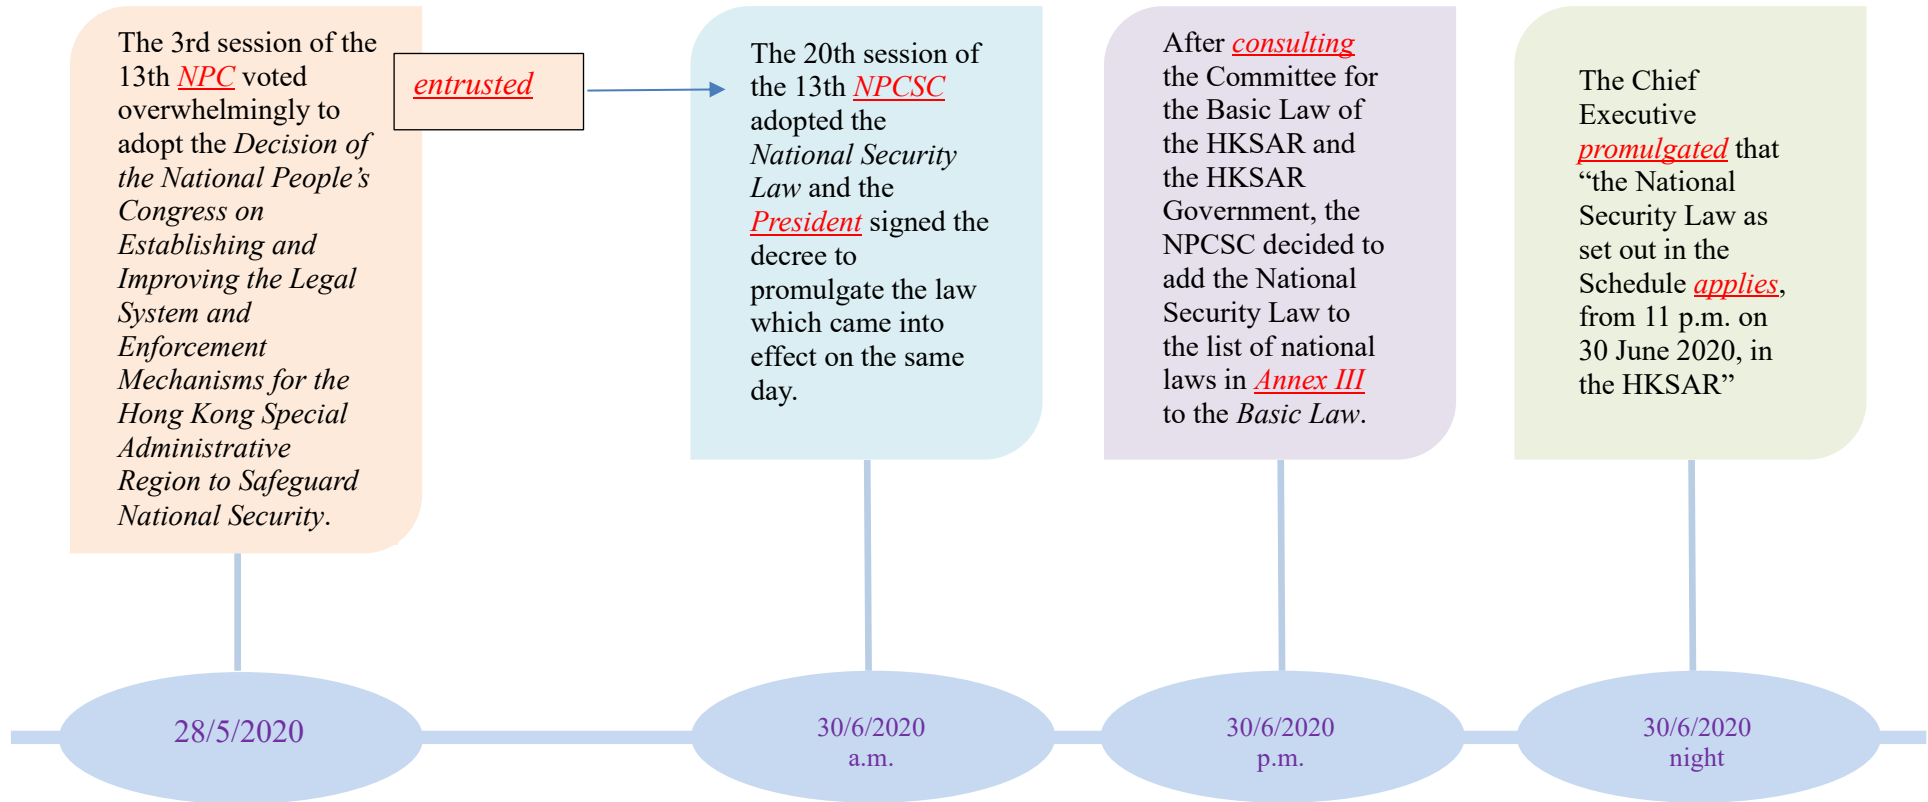 The 3rd session of the
13th NPC voted
overwhelmingly to
adopt the Decision of
the National People’s
Congress on
Establishing and
Improving the Legal
System and
Enforcement
Mechanisms for the
Hong Kong Special
Administrative
Region to Safeguard
National Security.
entrusted
The 20th session of
the 13th NPCSC
adopted the
National Security
Law and the
President signed the
decree to
promulgate the law
which came into
effect on the same
day.
After consulting
the Committee for
the Basic Law of
the HKSAR and
the HKSAR
Government, the
NPCSC decided to
add the National
Security Law to
the list of national
laws in Annex III
to the Basic Law.
The Chief
Executive
promulgated that
“the National
Security Law as
set out in the
Schedule applies,
from 11 p.m. on
30 June 2020, in
the HKSAR”
28/5/2020
30/6/2020
a.m.
30/6/2020
p.m.
30/6/2020
night